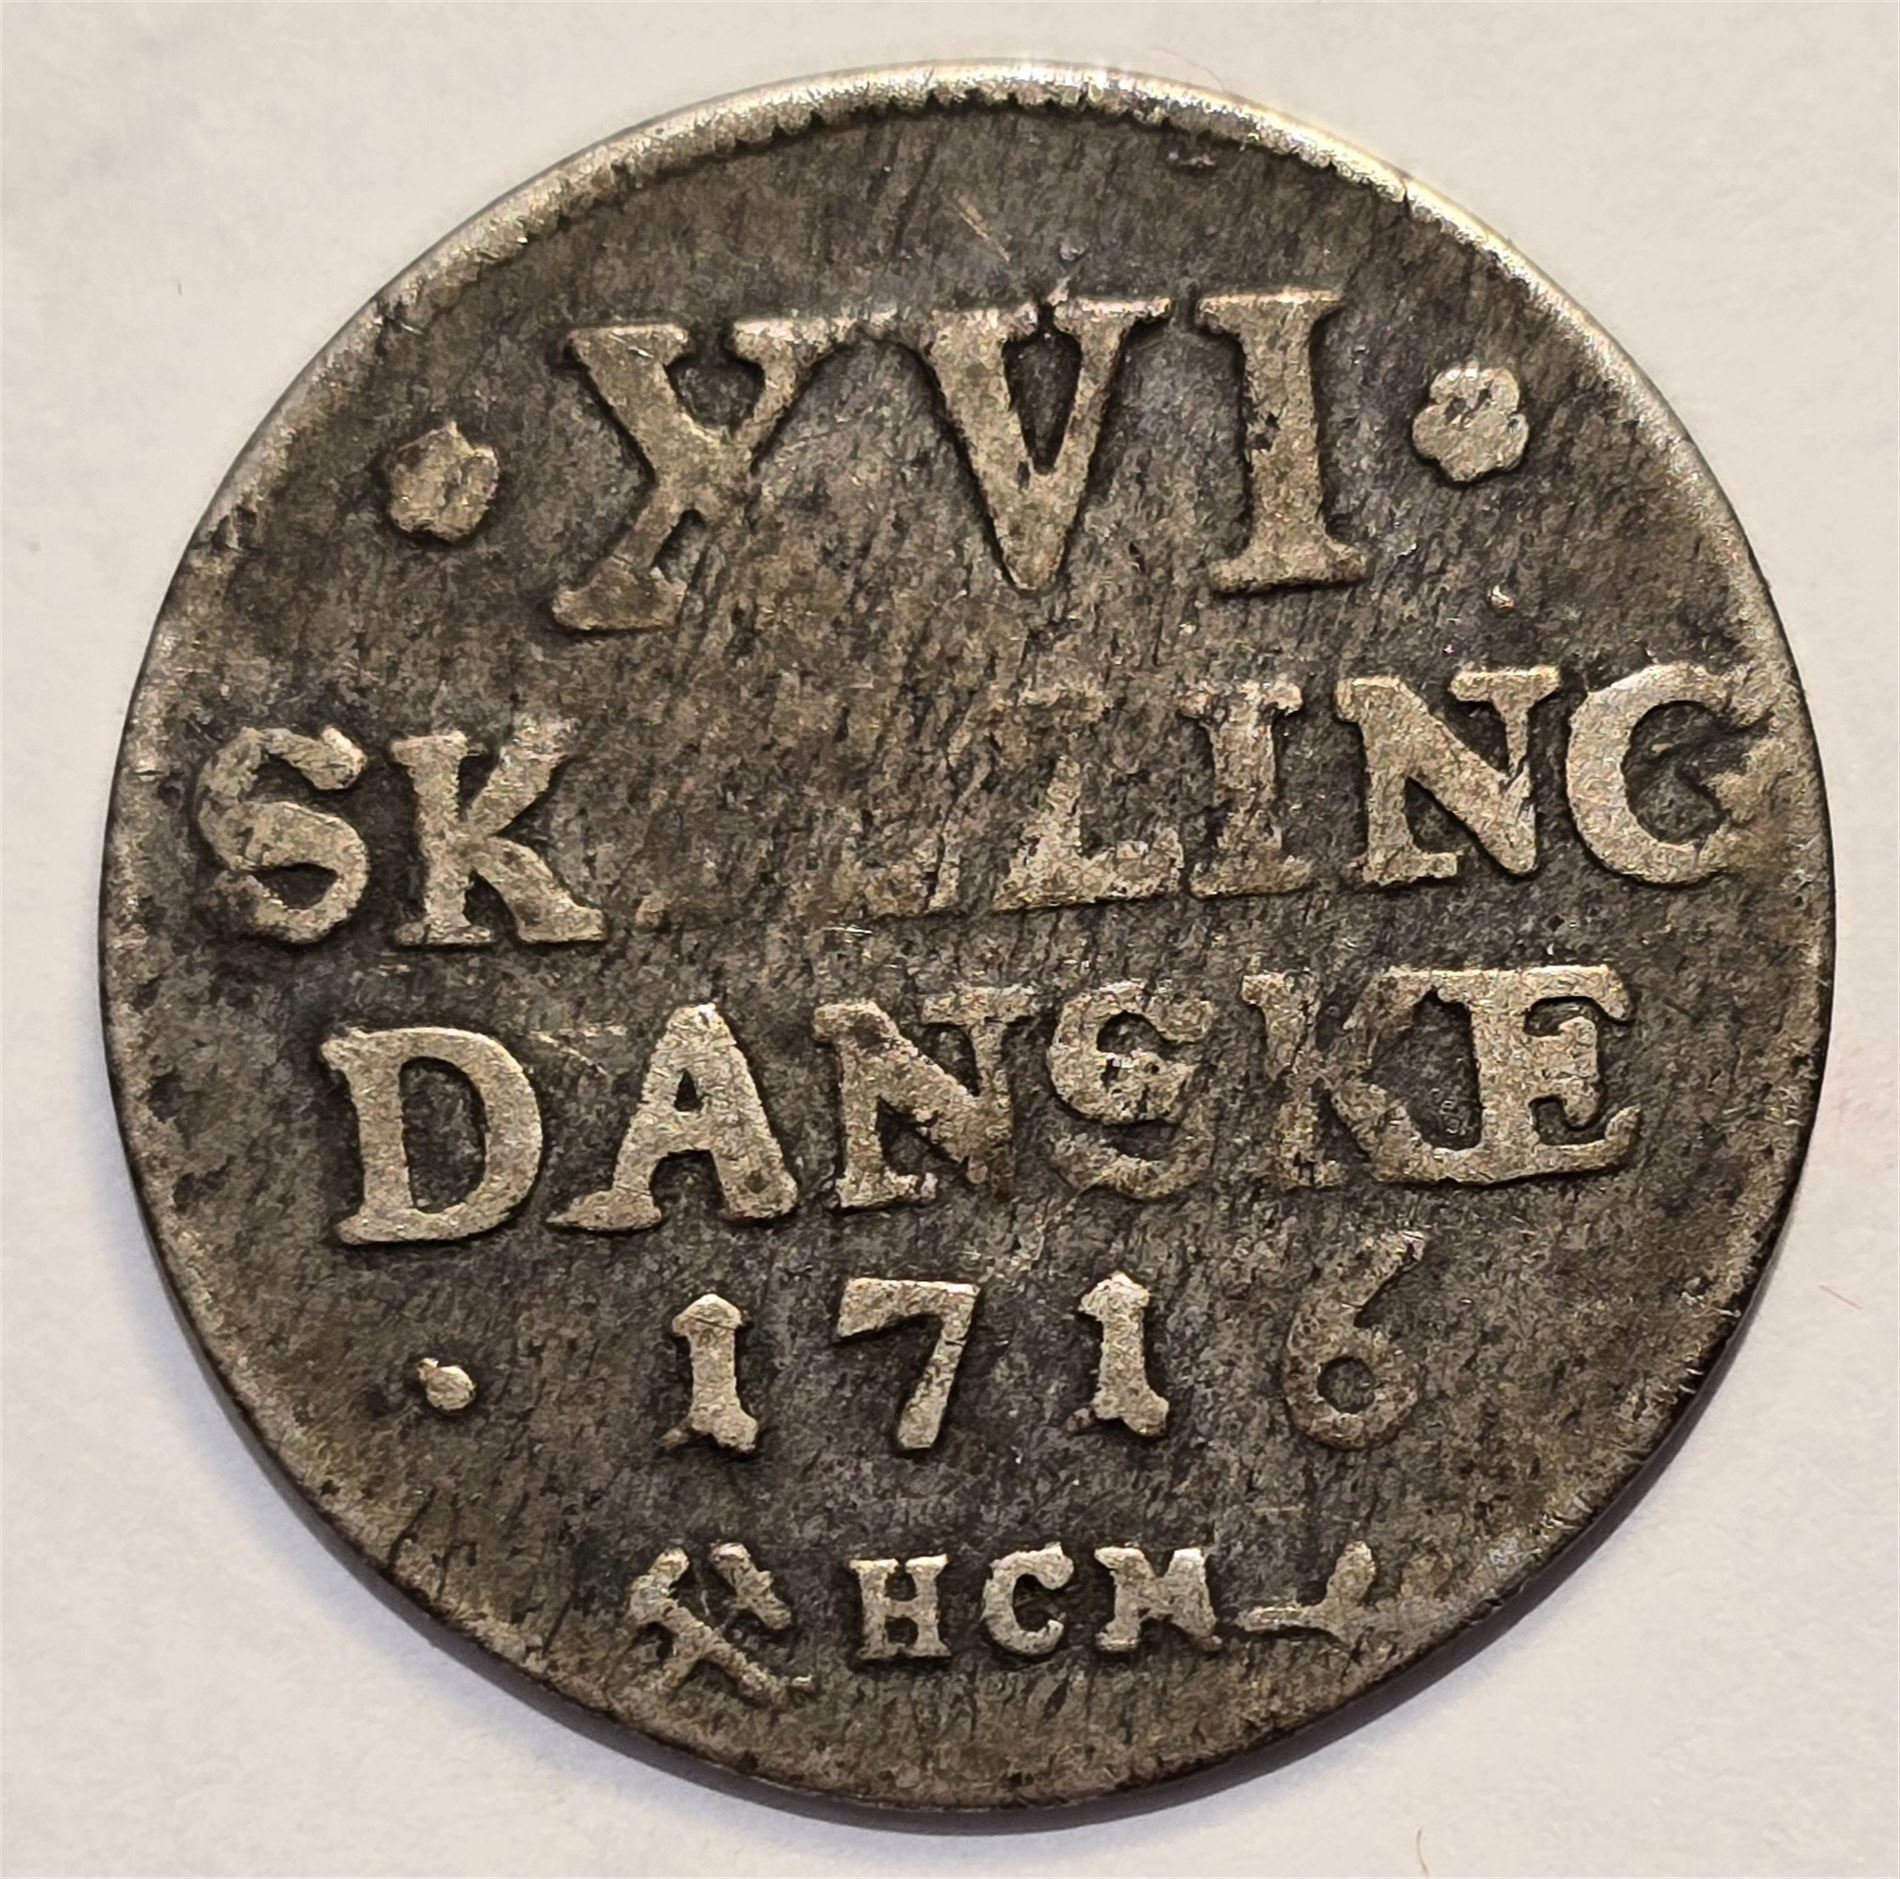 XVI
SKILLING
DANSKE
1716
HCM